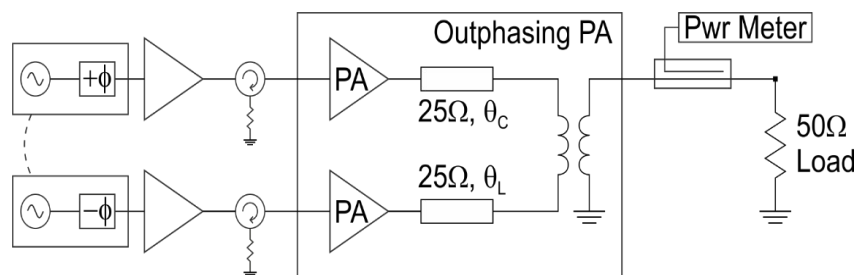 Outphasing PA
Pwr Meter
+ϕ
PA
25Ω, θC
50Ω
Load
25Ω, θL
−ϕ
PA